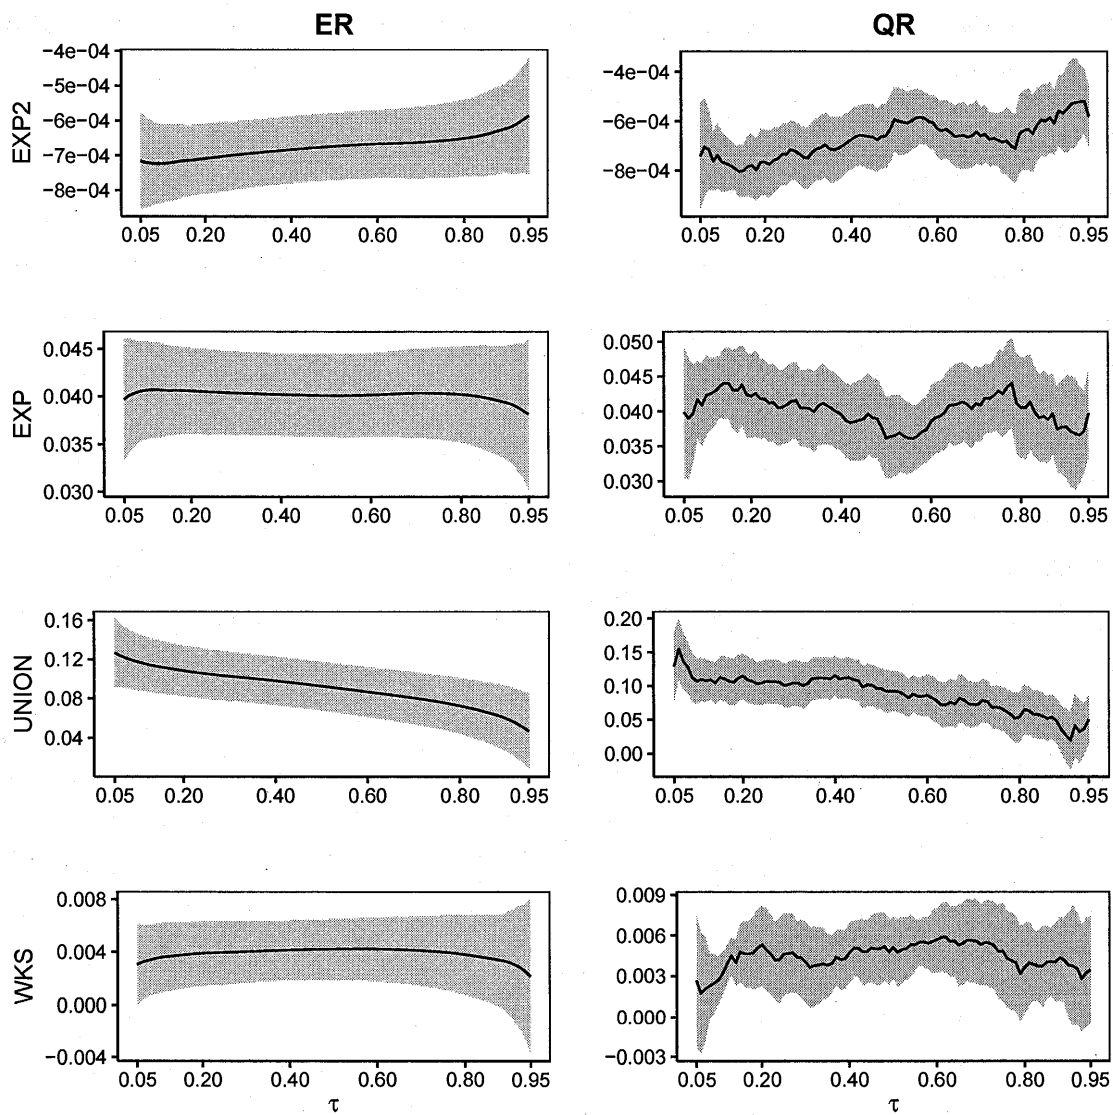 ER QR
EXP2
−4e−04 −4e−04
−5e−04
−6e−04 −6e−04
−7e−04
−8e−04 −8e−04
0.05 0.20 0.40 0.60 0.80 0.95 0.05 0.20 0.40 0.60 0.80 0.95
EXP
0.045 0.050
0.040 0.045
0.035 0.040
0.030 0.035
0.030
0.05 0.20 0.40 0.60 0.80 0.95 0.05 0.20 0.40 0.60 0.80 0.95
UNION
0.16 0.20
0.12 0.15
0.08 0.10
0.04 0.05
0.00
0.05 0.20 0.40 0.60 0.80 0.95 0.05 0.20 0.40 0.60 0.80 0.95
WKS
0.008 0.009
0.004 0.006
0.000 0.003
−0.004 0.000
−0.003
0.05 0.20 0.40 0.60 0.80 0.95 0.05 0.20 0.40 0.60 0.80 0.95
τ τ